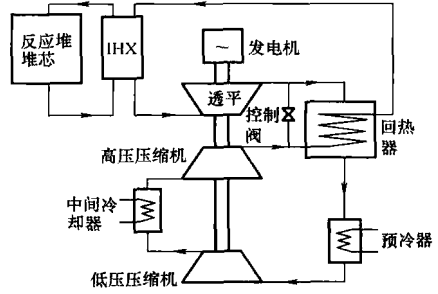 反应堆
堆芯
IHX
~
发电机
透平
控制
阀
回热
器
高压压缩机
中间冷
却器
预冷器
低压压缩机